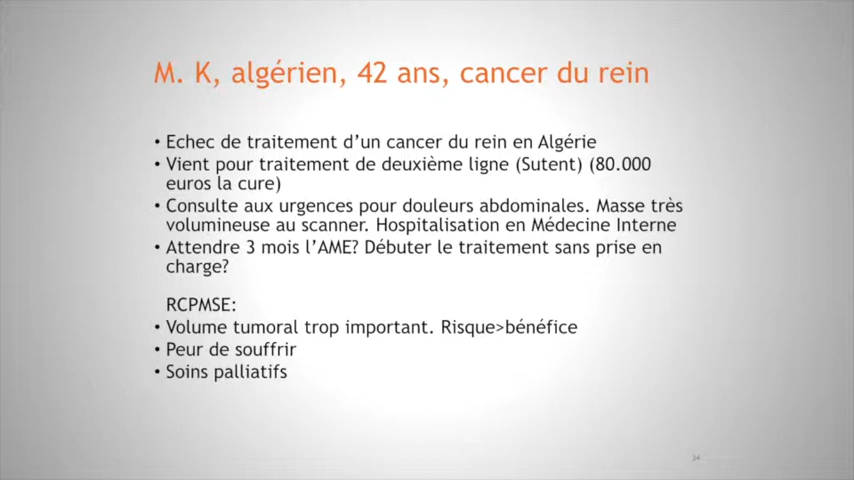 M. K, algérien, 42 ans, cancer du rein
• Echec de traitement d'un cancer du rein en Algérie
• Vient pour traitement de deuxième ligne (Sutent) (80.000
euros la cure)
• Consulte aux urgences pour douleurs abdominales. Masse très
volumineuse au scanner. Hospitalisation en Médecine Interne
• Attendre 3 mois l'AME? Débuter le traitement sans prise en
charge?
RCPMSE:
• Volume tumoral trop important. Risque>bénéfice
• Peur de souffrir
• Soins palliatifs
34